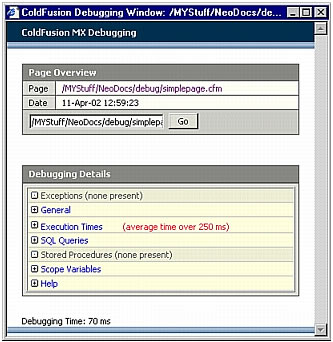 ColdFusion Debugging Window: /MYStuff/NeoDocs/de...
ColdFusion MX Debugging
Page Overview
Page /MYStuff/NeoDocs/debug/simplepage.cfm
Date 11-Apr-02 12:59:23
/MYStuff/NeoDocs/debug/simplepa Go
Debugging Details
Exceptions (none present)
General
Execution Times (average time over 250 ms)
SQL Queries
Stored Procedures (none present)
Scope Variables
Help
Debugging Time: 70 ms